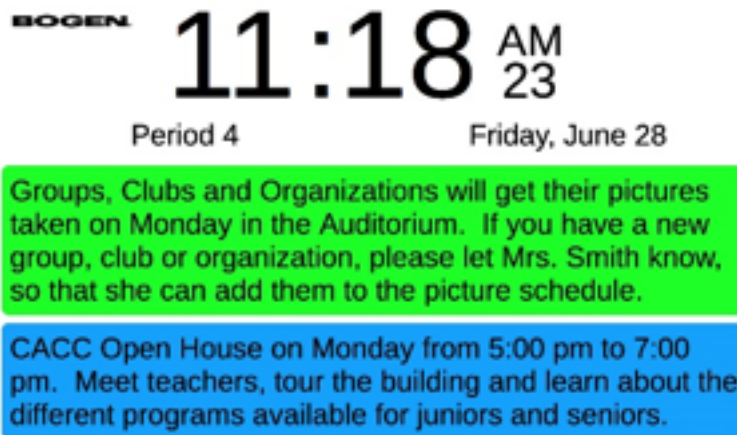 BOGEN
11:18 AM
23
Period 4 Friday, June 28
Groups, Clubs and Organizations will get their pictures
taken on Monday in the Auditorium.  If you have a new
group, club or organization, please let Mrs. Smith know,
so that she can add them to the picture schedule.
CACC Open House on Monday from 5:00 pm to 7:00
pm.  Meet teachers, tour the building and learn about the
different programs available for juniors and seniors.